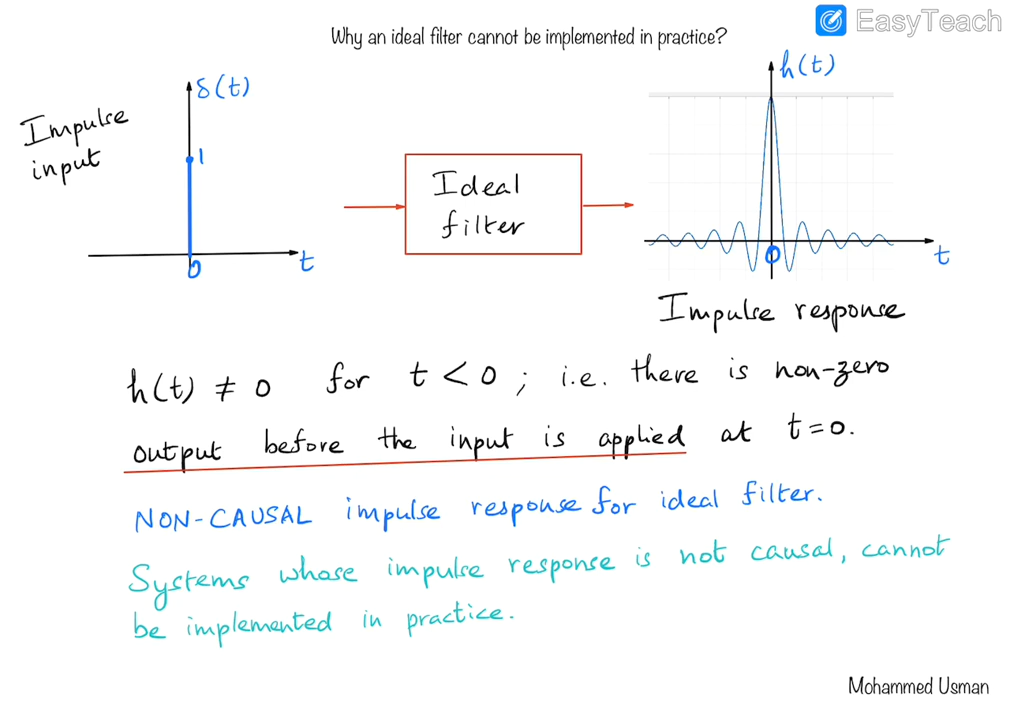 EasyTeach
Why an ideal filter cannot be implemented in practice?
δ(t)
Impulse
input
1
0
t
Ideal
filter
h(t)
0
t
Impulse response
h(t) ≠ 0 for t < 0 ; i.e. there is non-zero
output before the input is applied at t=0.
NON-CAUSAL impulse response for ideal filter.
Systems whose impulse response is not causal, cannot
be implemented in practice.
Mohammed Usman